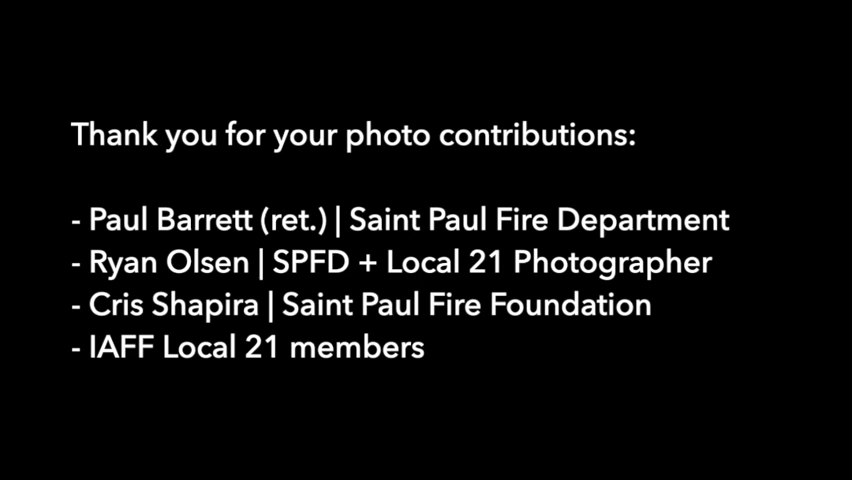 Thank you for your photo contributions:
- Paul Barrett (ret.) | Saint Paul Fire Department
- Ryan Olsen | SPFD + Local 21 Photographer
- Cris Shapira | Saint Paul Fire Foundation
- IAFF Local 21 members